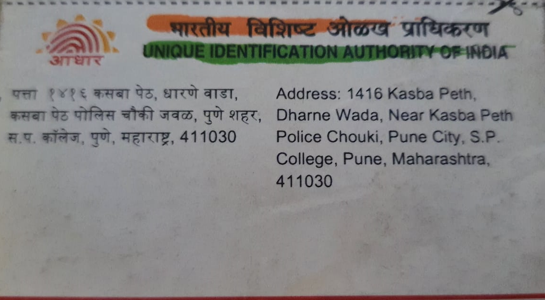 भारतीय विशिष्ट ओळख प्राधिकरण
UNIQUE IDENTIFICATION AUTHORITY OF INDIA
आधार
पत्ता १४१६ कसबा पेठ, धारणे वाडा,
कसबा पेठ पोलिस चौकी जवळ, पुणे शहर,
स.प. कॉलेज, पुणे, महाराष्ट्र, 411030
Address: 1416 Kasba Peth,
Dharne Wada, Near Kasba Peth
Police Chouki, Pune City, S.P.
College, Pune, Maharashtra,
411030